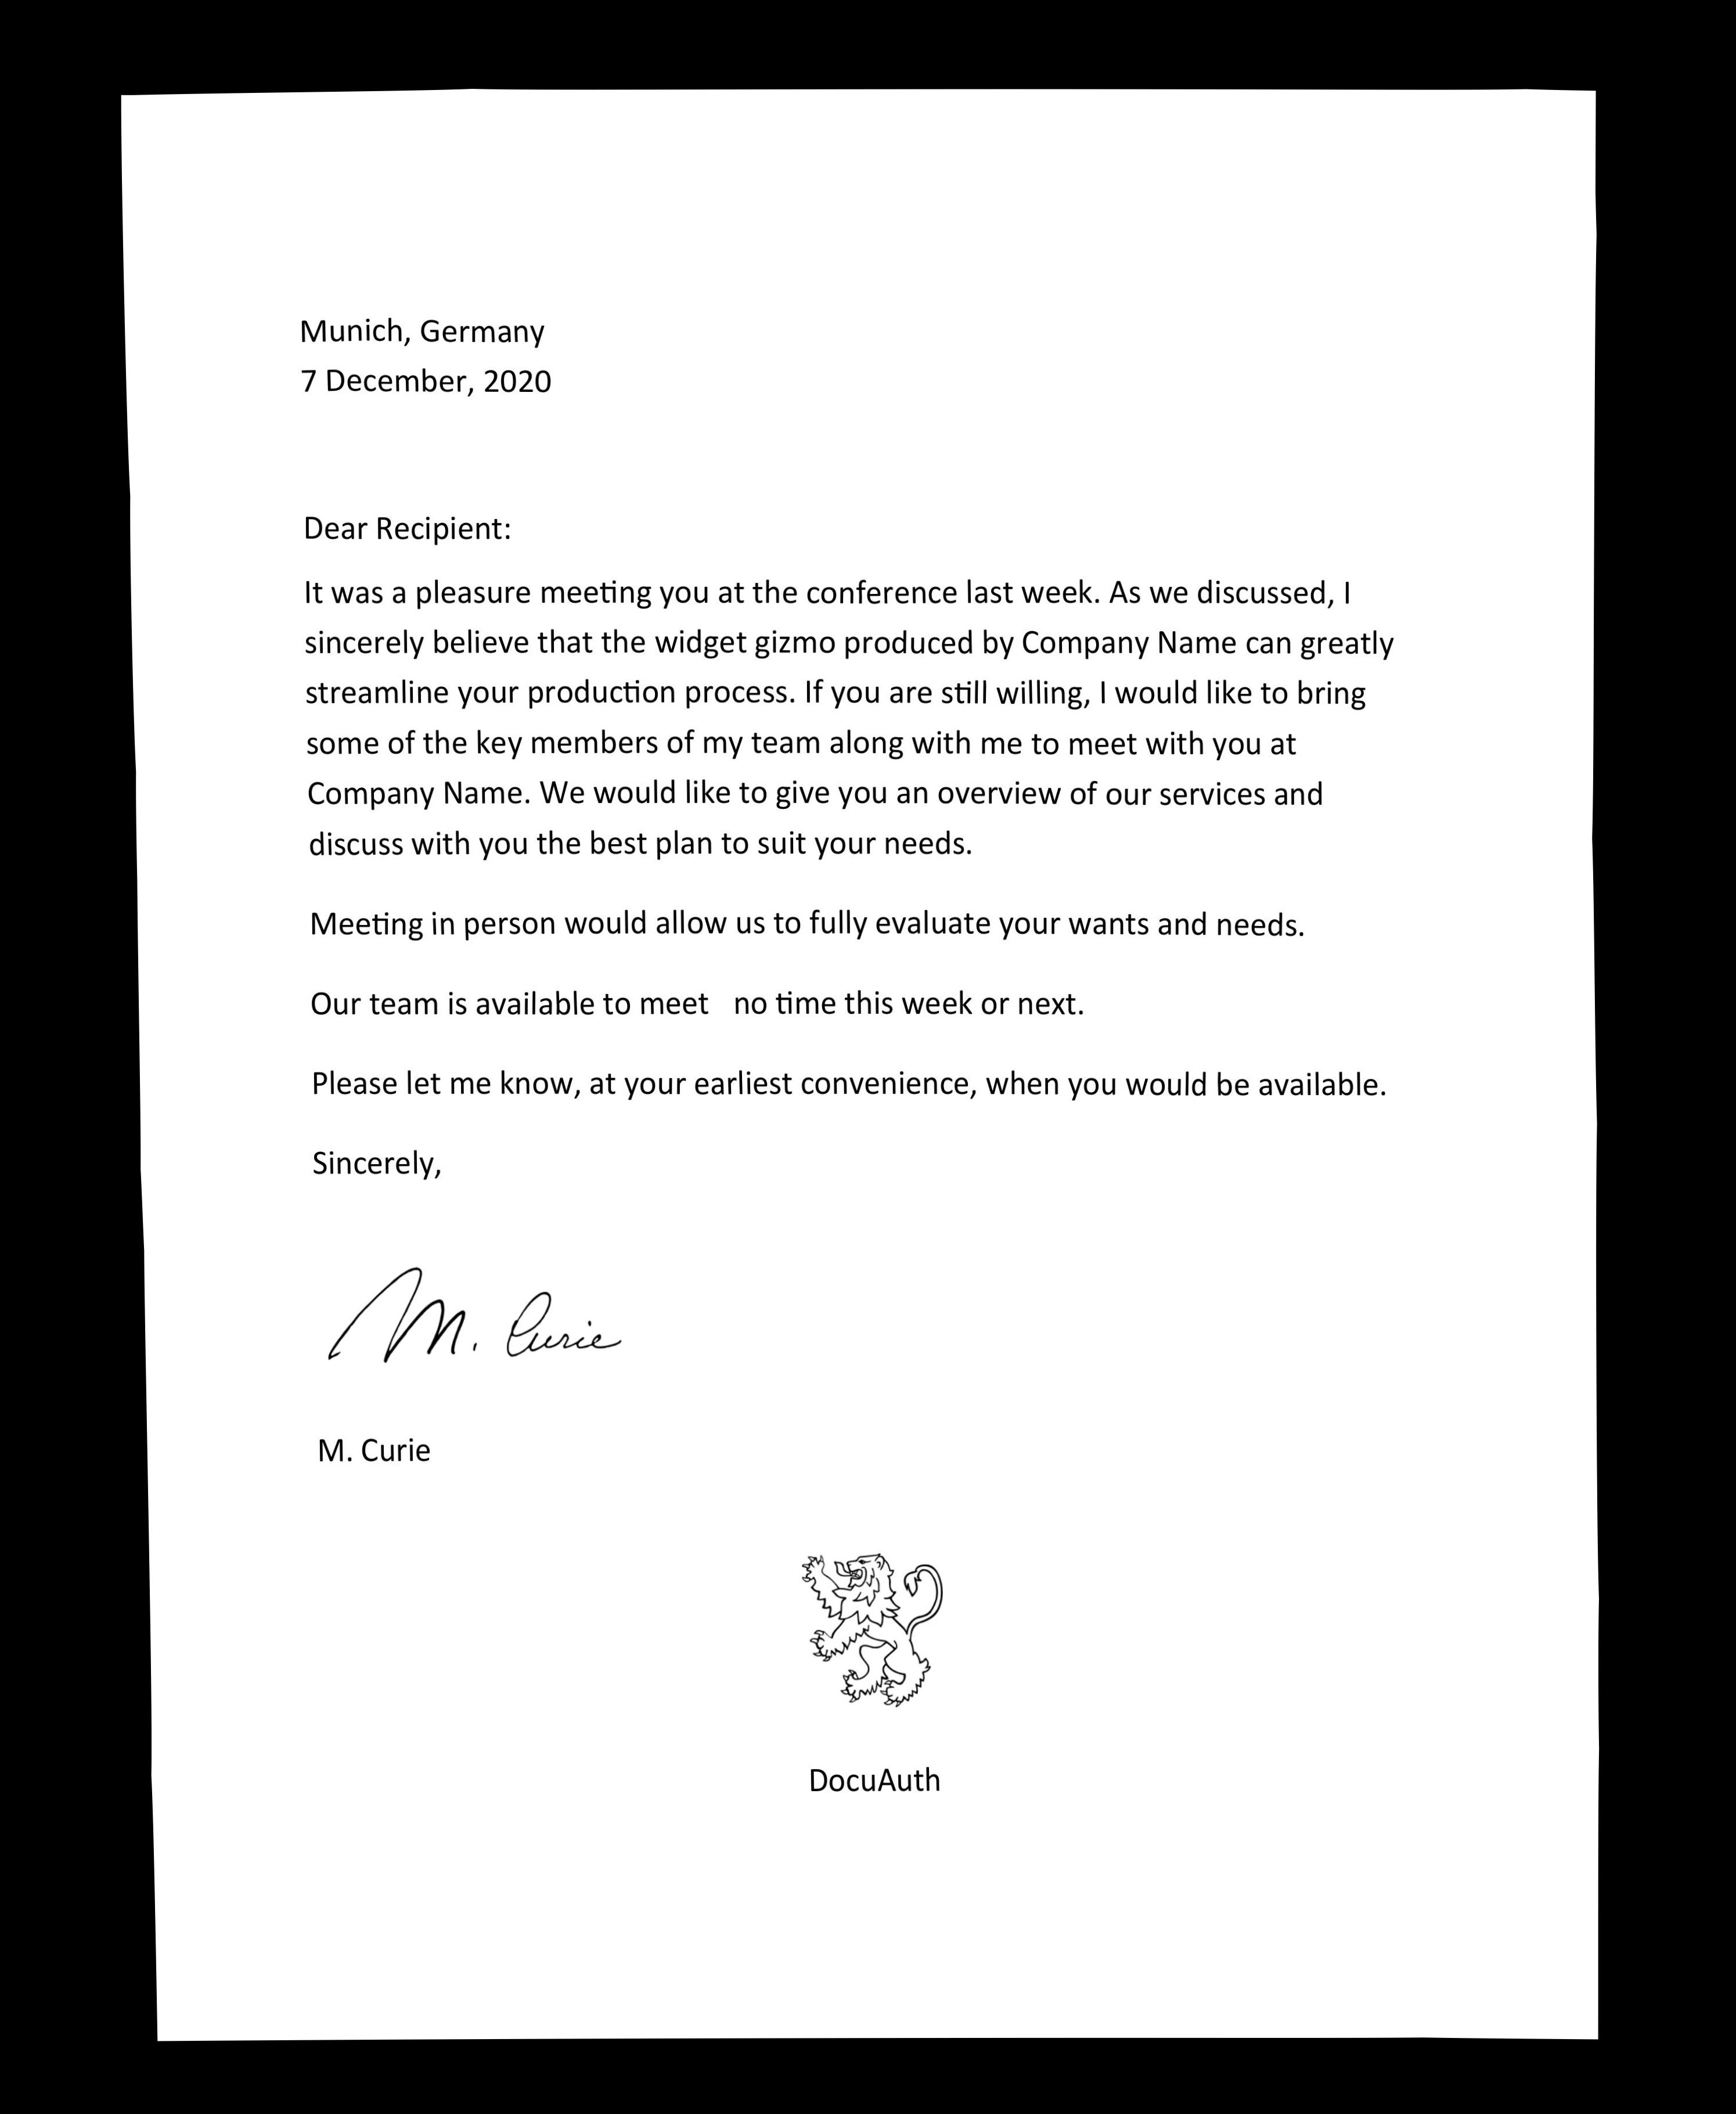 Munich, Germany
7 December, 2020
Dear Recipient:
It was a pleasure meeting you at the conference last week. As we discussed, I
sincerely believe that the widget gizmo produced by Company Name can greatly
streamline your production process. If you are still willing, I would like to bring
some of the key members of my team along with me to meet with you at
Company Name. We would like to give you an overview of our services and
discuss with you the best plan to suit your needs.
Meeting in person would allow us to fully evaluate your wants and needs.
Our team is available to meet   no time this week or next.
Please let me know, at your earliest convenience, when you would be available.
Sincerely,
M. Curie
M. Curie
DocuAuth